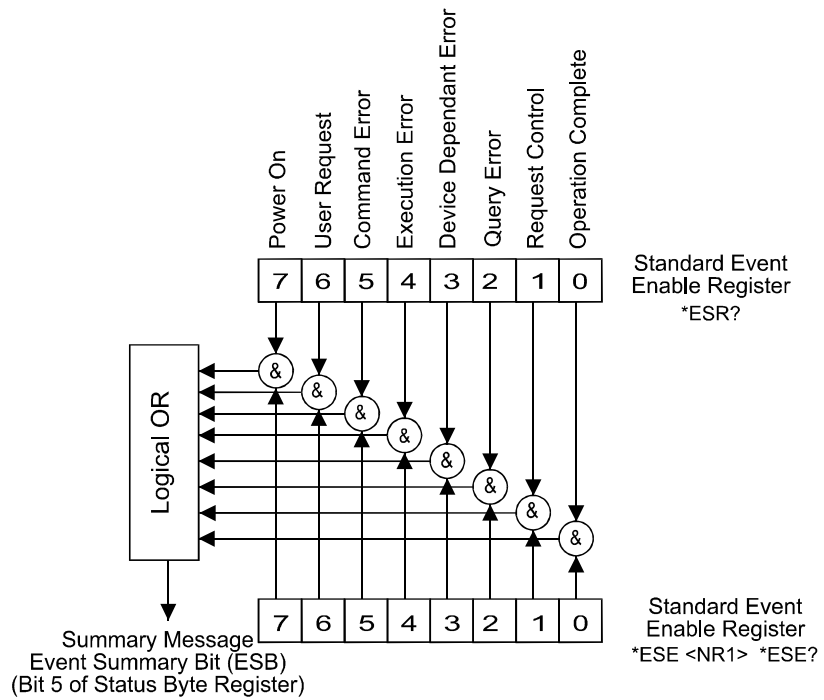 Power On
User Request
Command Error
Execution Error
Device Dependant Error
Query Error
Request Control
Operation Complete
7 6 5 4 3 2 1 0
Standard Event
Enable Register
*ESR?
&
&
&
&
&
&
&
&
Logical OR
7 6 5 4 3 2 1 0
Standard Event
Enable Register
*ESE <NR1> *ESE?
Summary Message
Event Summary Bit (ESB)
(Bit 5 of Status Byte Register)